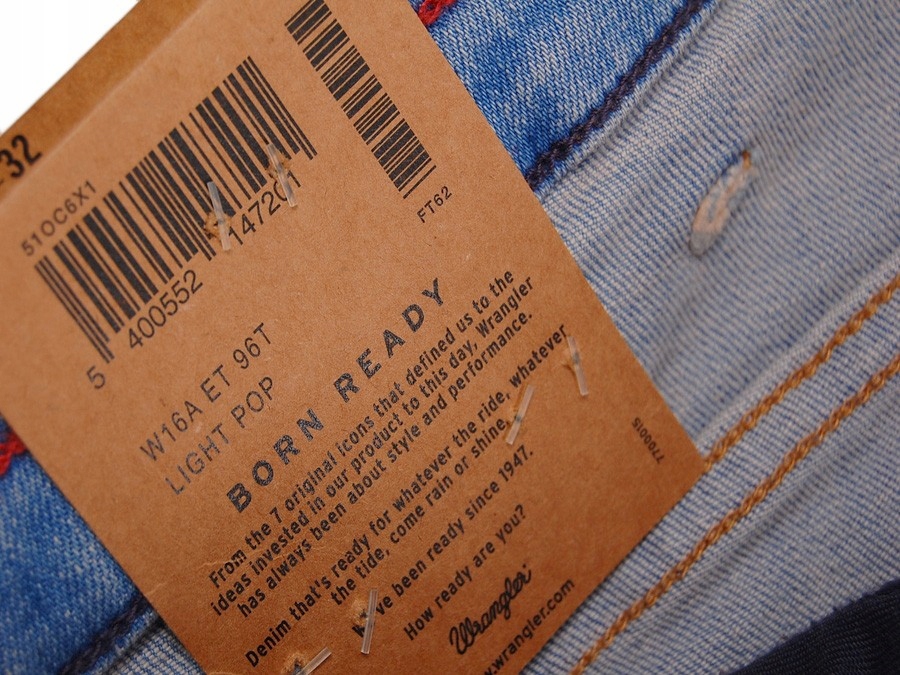 32
51OC6X1
5 400552 147201
FT62
W16A ET 96T
LIGHT POP
BORN READY
From the 7 original icons that defined us to the
ideas invested in our product to this day, Wrangler
has always been about style and performance.
Denim that's ready for whatever the ride, whatever
the tide, come rain or shine,
been ready since 1947.
How ready are you?
Wrangler
.wrangler.com
7700015